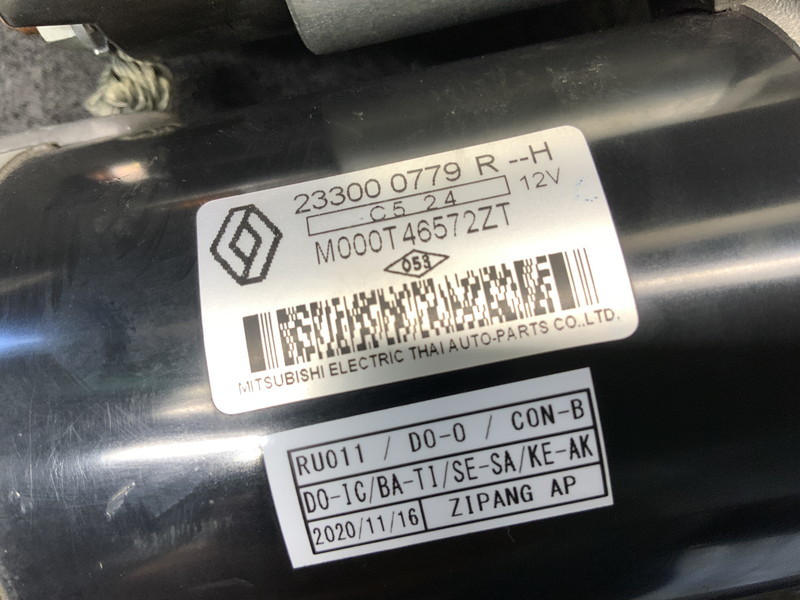 23300 0779 R --H
C5 24 12V
M000T46572ZT
053
MITSUBISHI ELECTRIC THAI AUTO-PARTS CO.,LTD.
RU011 / DO-O / CON-B
DO-IC/BA-TI/SE-SA/KE-AK
2020/11/16 ZIPANG AP